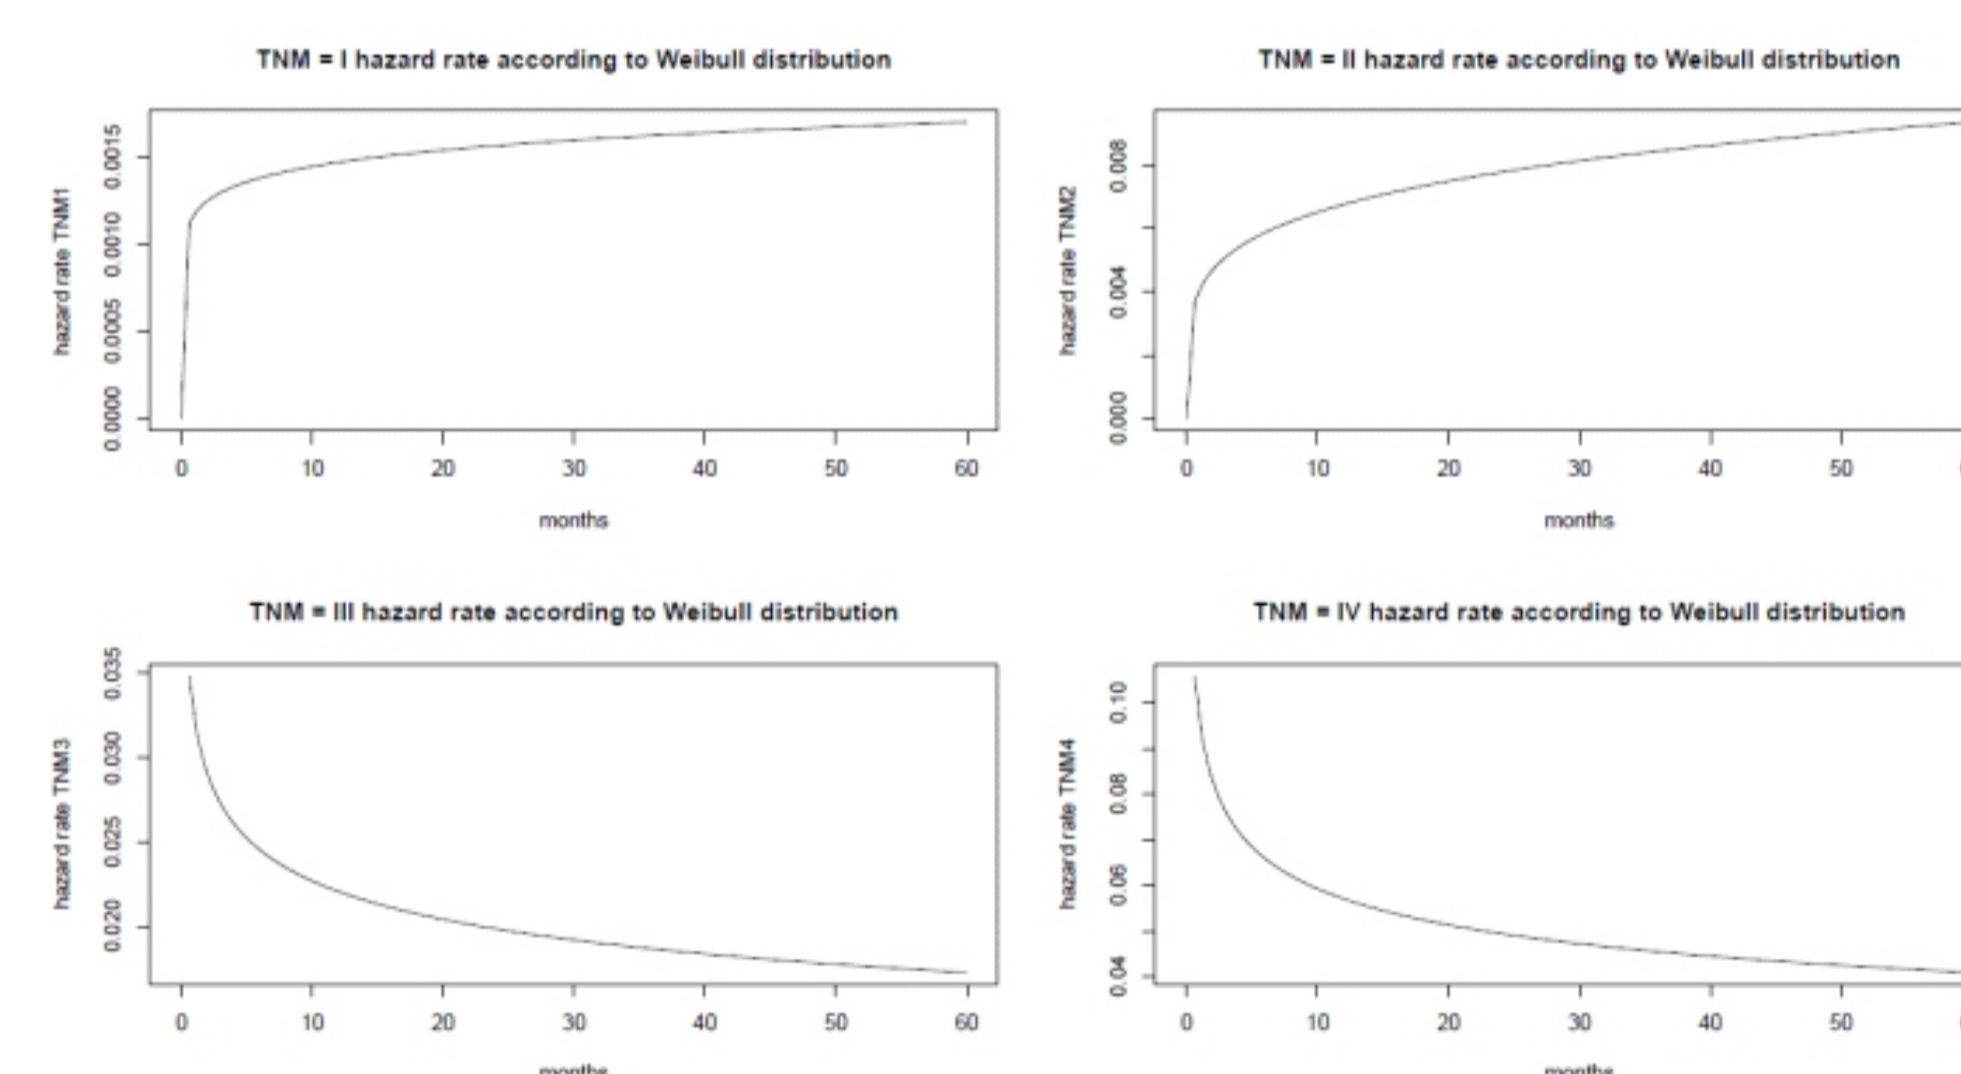 TNM = I hazard rate according to Weibull distribution
hazard rate TNM1
0.0015
0.0010
0.0005
0.0000
0 10 20 30 40 50 60
months
TNM = II hazard rate according to Weibull distribution
hazard rate TNM2
0.008
0.004
0.000
0 10 20 30 40 50
months
TNM = III hazard rate according to Weibull distribution
hazard rate TNM3
0.035
0.030
0.025
0.020
0 10 20 30 40 50 60
months
TNM = IV hazard rate according to Weibull distribution
hazard rate TNM4
0.10
0.08
0.06
0.04
0 10 20 30 40 50
months